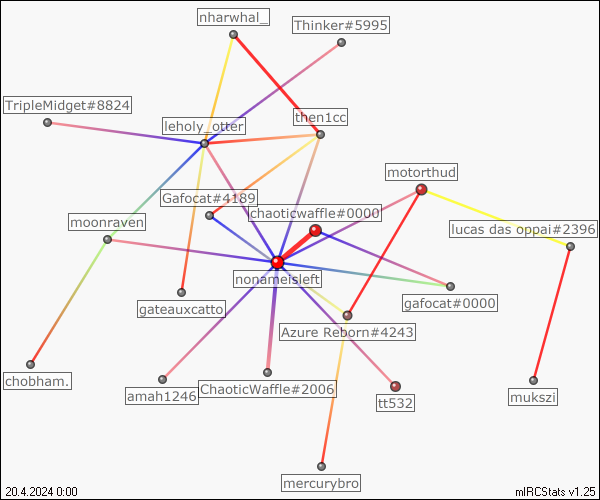 nharwhal_
Thinker#5995
TripleMidget#8824
then1cc
leholy_otter
motorthud
Gafocat#4189
chaoticwaffle#0000
moonraven
lucas das oppai#2396
nonameisleft
gafocat#0000
gateauxcatto
Azure Reborn#4243
chobham.
amah1246
ChaoticWaffle#2006
tt532
mukszi
mercurybro
20.4.2024 0:00
mIRCStats v1.25